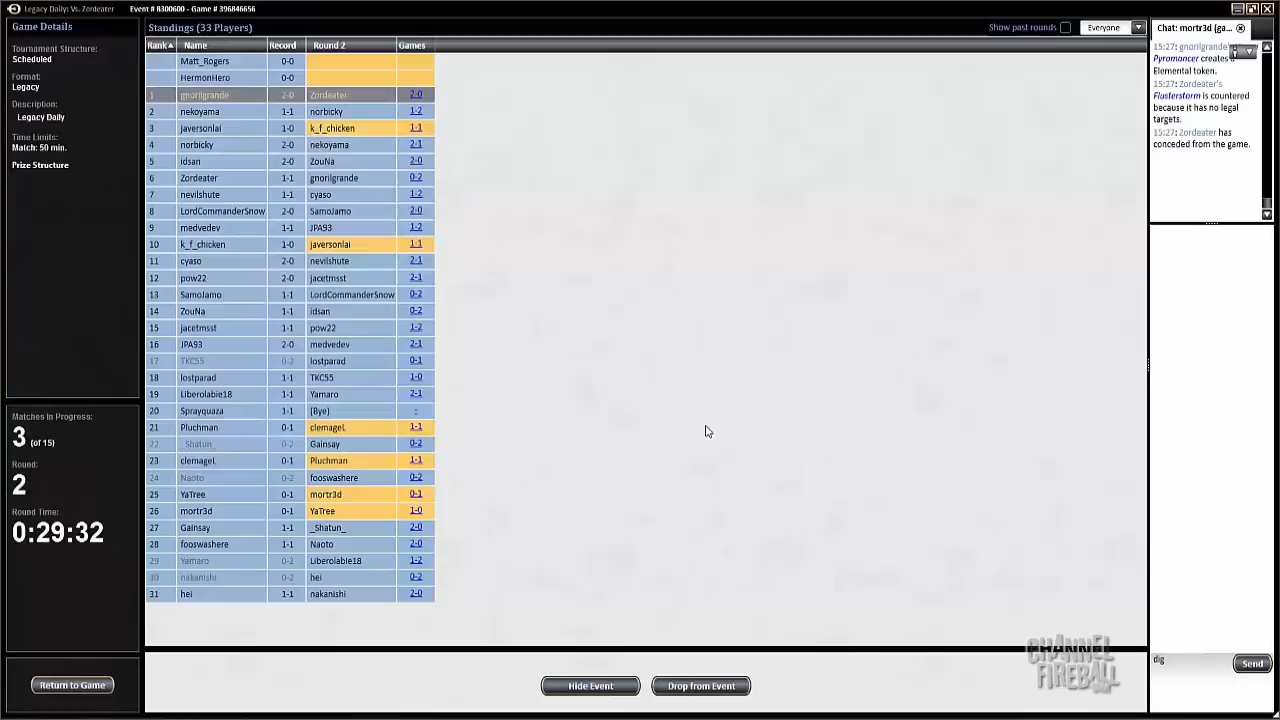 Legacy Daily: Vs. Zordeater Event # 8300600 - Game # 396846656
Game Details
Tournament Structure:
Scheduled
Format:
Legacy
Description:
Legacy Daily
Time Limits:
Match: 50 min.
Prize Structure
Matches In Progress:
3 (of 15)
Round:
2
Round Time:
0:29:32
Return to Game
Standings (33 Players)
Show past rounds
Everyone
Rank Name Record Round 2 Games
Matt_Rogers 0-0
HermonHero 0-0
1 gnorilgrande 2-0 Zordeater 2-0
2 nekoyama 1-1 norbicky 1-2
3 javersonlai 1-0 k_f_chicken 1-1
4 norbicky 2-0 nekoyama 2-1
5 idsan 2-0 ZouNa 2-0
6 Zordeater 1-1 gnorilgrande 0-2
7 nevilshute 1-1 cyaso 1-2
8 LordCommanderSnow 2-0 SamoJamo 2-0
9 medvedev 1-1 JPA93 1-2
10 k_f_chicken 1-0 javersonlai 1-1
11 cyaso 2-0 nevilshute 2-1
12 pow22 2-0 jacetmsst 2-1
13 SamoJamo 1-1 LordCommanderSnow 0-2
14 ZouNa 1-1 idsan 0-2
15 jacetmsst 1-1 pow22 1-2
16 JPA93 2-0 medvedev 2-1
17 TKC55 0-2 lostparad 0-1
18 lostparad 1-1 TKC55 1-0
19 Liberolabie18 1-1 Yamaro 2-1
20 Sprayquaza 1-1 (Bye) -
21 Pluchman 0-1 clemageL 1-1
22 _Shatun_ 0-2 Gainsay 0-2
23 clemageL 0-1 Pluchman 1-1
24 Naoto 0-2 fooswashere 0-2
25 YaTree 0-1 mortr3d 0-1
26 mortr3d 0-1 YaTree 1-0
27 Gainsay 1-1 _Shatun_ 2-0
28 fooswashere 1-1 Naoto 2-0
29 Yamaro 0-2 Liberolabie18 1-2
30 nakanishi 0-2 hei 0-2
31 hei 1-1 nakanishi 2-0
Hide Event
Drop from Event
CHANNEL
FIREBALL
Chat: mortr3d (ga...
15:27: gnorilgrande's
Pyromancer creates
Elemental token.
15:27: Zordeater's
Flusterstorm is countered
because it has no legal
targets.
15:27: Zordeater has
conceded from the game.
dig
Send